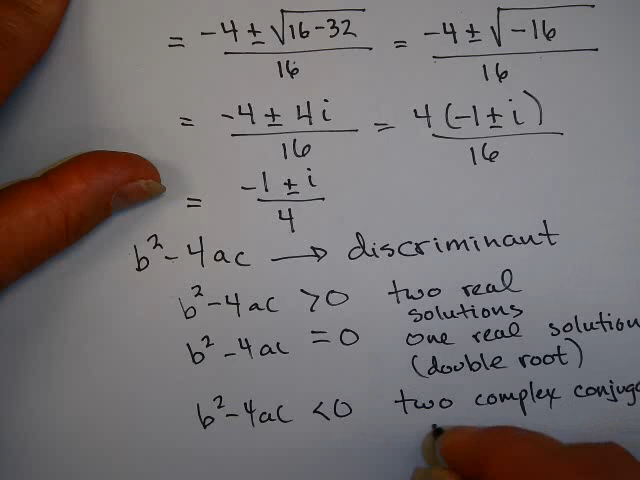 = -4 ± √16-32 / 16 = -4 ± √-16 / 16
= -4 ± 4i / 16 = 4(-1 ± i) / 16
= -1 ± i / 4
b² - 4ac → discriminant
b² - 4ac > 0 two real
solutions
b² - 4ac = 0 one real solution
(double root)
b² - 4ac < 0 two complex